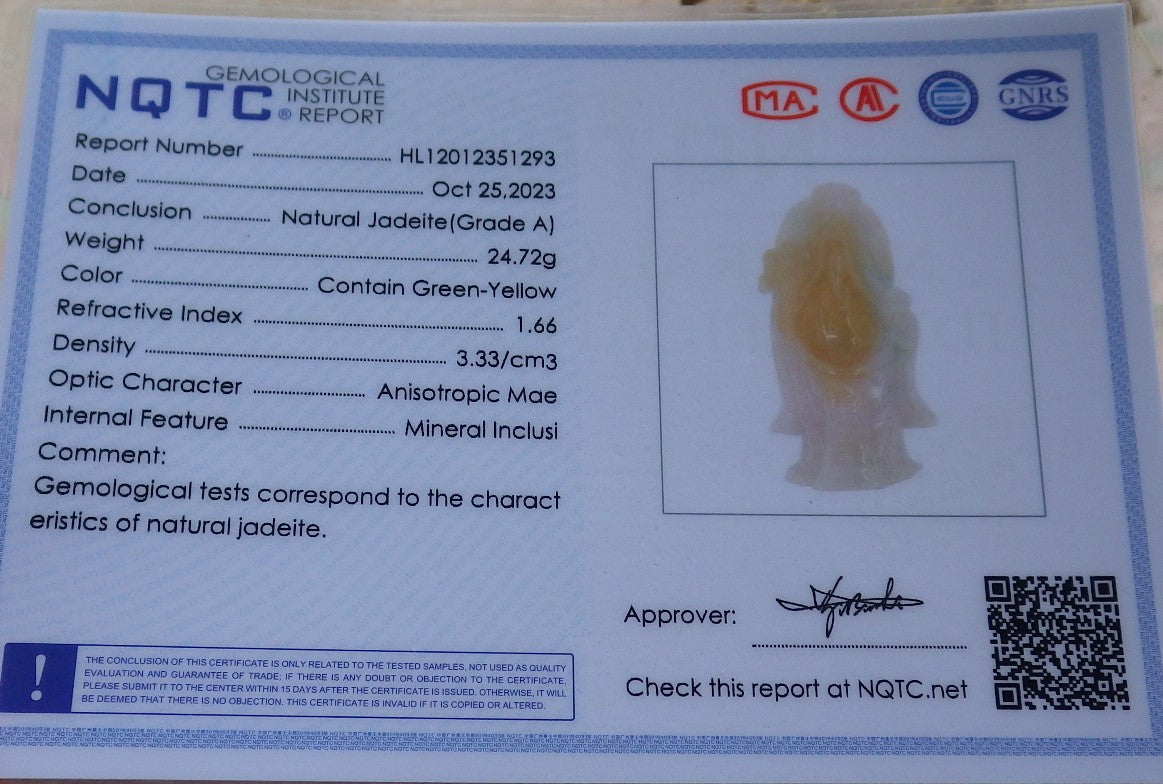 NQTC® GEMOLOGICAL INSTITUTE REPORT
MA
GNRS
Report Number HL12012351293
Date Oct 25,2023
Conclusion Natural Jadeite(Grade A)
Weight 24.72g
Color Contain Green-Yellow
Refractive Index 1.66
Density 3.33/cm3
Optic Character Anisotropic Mae
Internal Feature Mineral Inclusi
Comment:
Gemological tests correspond to the charact
eristics of natural jadeite.
Approver:
Check this report at NQTC.net
!
THE CONCLUSION OF THIS CERTIFICATE IS ONLY RELATED TO THE TESTED SAMPLES, NOT USED AS QUALITY
EVALUATION AND GUARANTEE OF TRADE; IF THERE IS ANY DOUBT OR OBJECTION TO THE CERTIFICATE,
PLEASE SUBMIT IT TO THE CENTER WITHIN 15 DAYS AFTER THE CERTIFICATE IS ISSUED. OTHERWISE, IT WILL
BE DEEMED THAT THERE IS NO OBJECTION. THIS CERTIFICATE IS INVALID IF IT IS COPIED OR ALTERED.